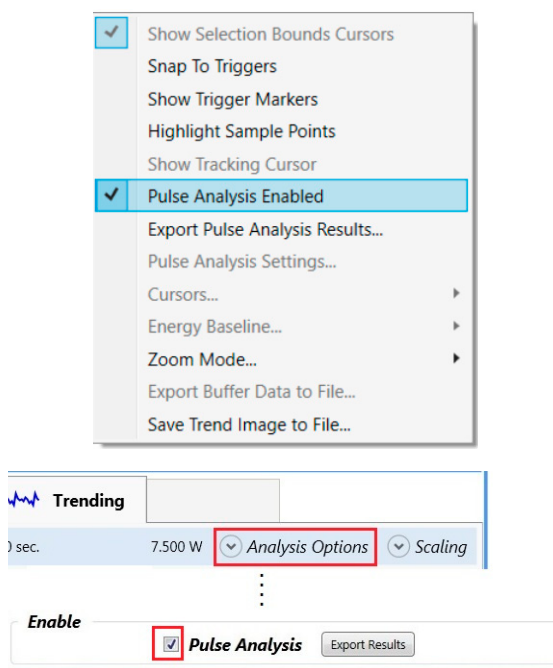 Show Selection Bounds Cursors
Snap To Triggers
Show Trigger Markers
Highlight Sample Points
Show Tracking Cursor
Pulse Analysis Enabled
Export Pulse Analysis Results...
Pulse Analysis Settings...
Cursors...
Energy Baseline...
Zoom Mode...
Export Buffer Data to File...
Save Trend Image to File...
Trending
sec. 7.500 W Analysis Options Scaling
Enable
Pulse Analysis Export Results